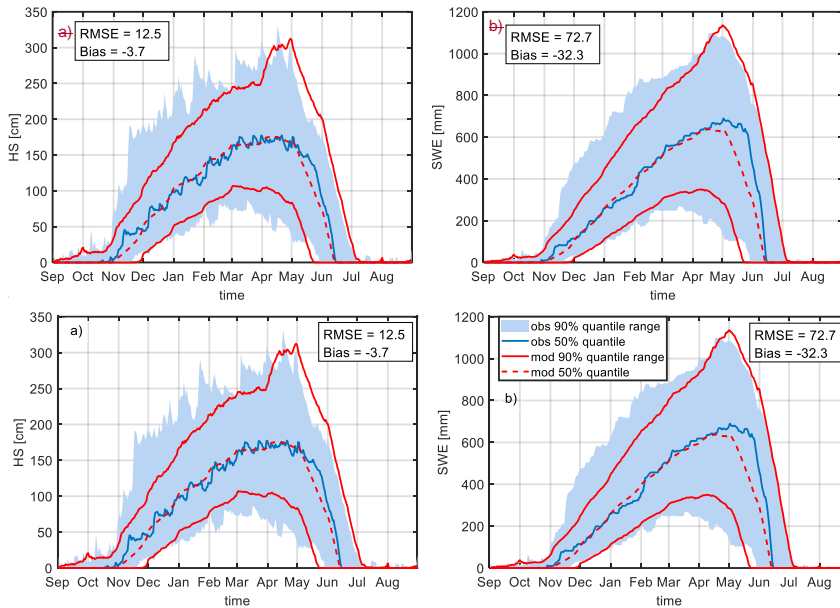 a)
RMSE = 12.5
Bias = -3.7
350
300
250
200
150
100
50
0
HS [cm]
Sep Oct Nov Dec Jan Feb Mar Apr May Jun Jul Aug
time
b)
RMSE = 72.7
Bias = -32.3
1200
1000
800
600
400
200
0
SWE [mm]
Sep Oct Nov Dec Jan Feb Mar Apr May Jun Jul Aug
time
a)
RMSE = 12.5
Bias = -3.7
350
300
250
200
150
100
50
0
HS [cm]
Sep Oct Nov Dec Jan Feb Mar Apr May Jun Jul Aug
time
obs 90% quantile range
obs 50% quantile
mod 90% quantile range
mod 50% quantile
RMSE = 72.7
Bias = -32.3
b)
1200
1000
800
600
400
200
0
SWE [mm]
Sep Oct Nov Dec Jan Feb Mar Apr May Jun Jul Aug
time